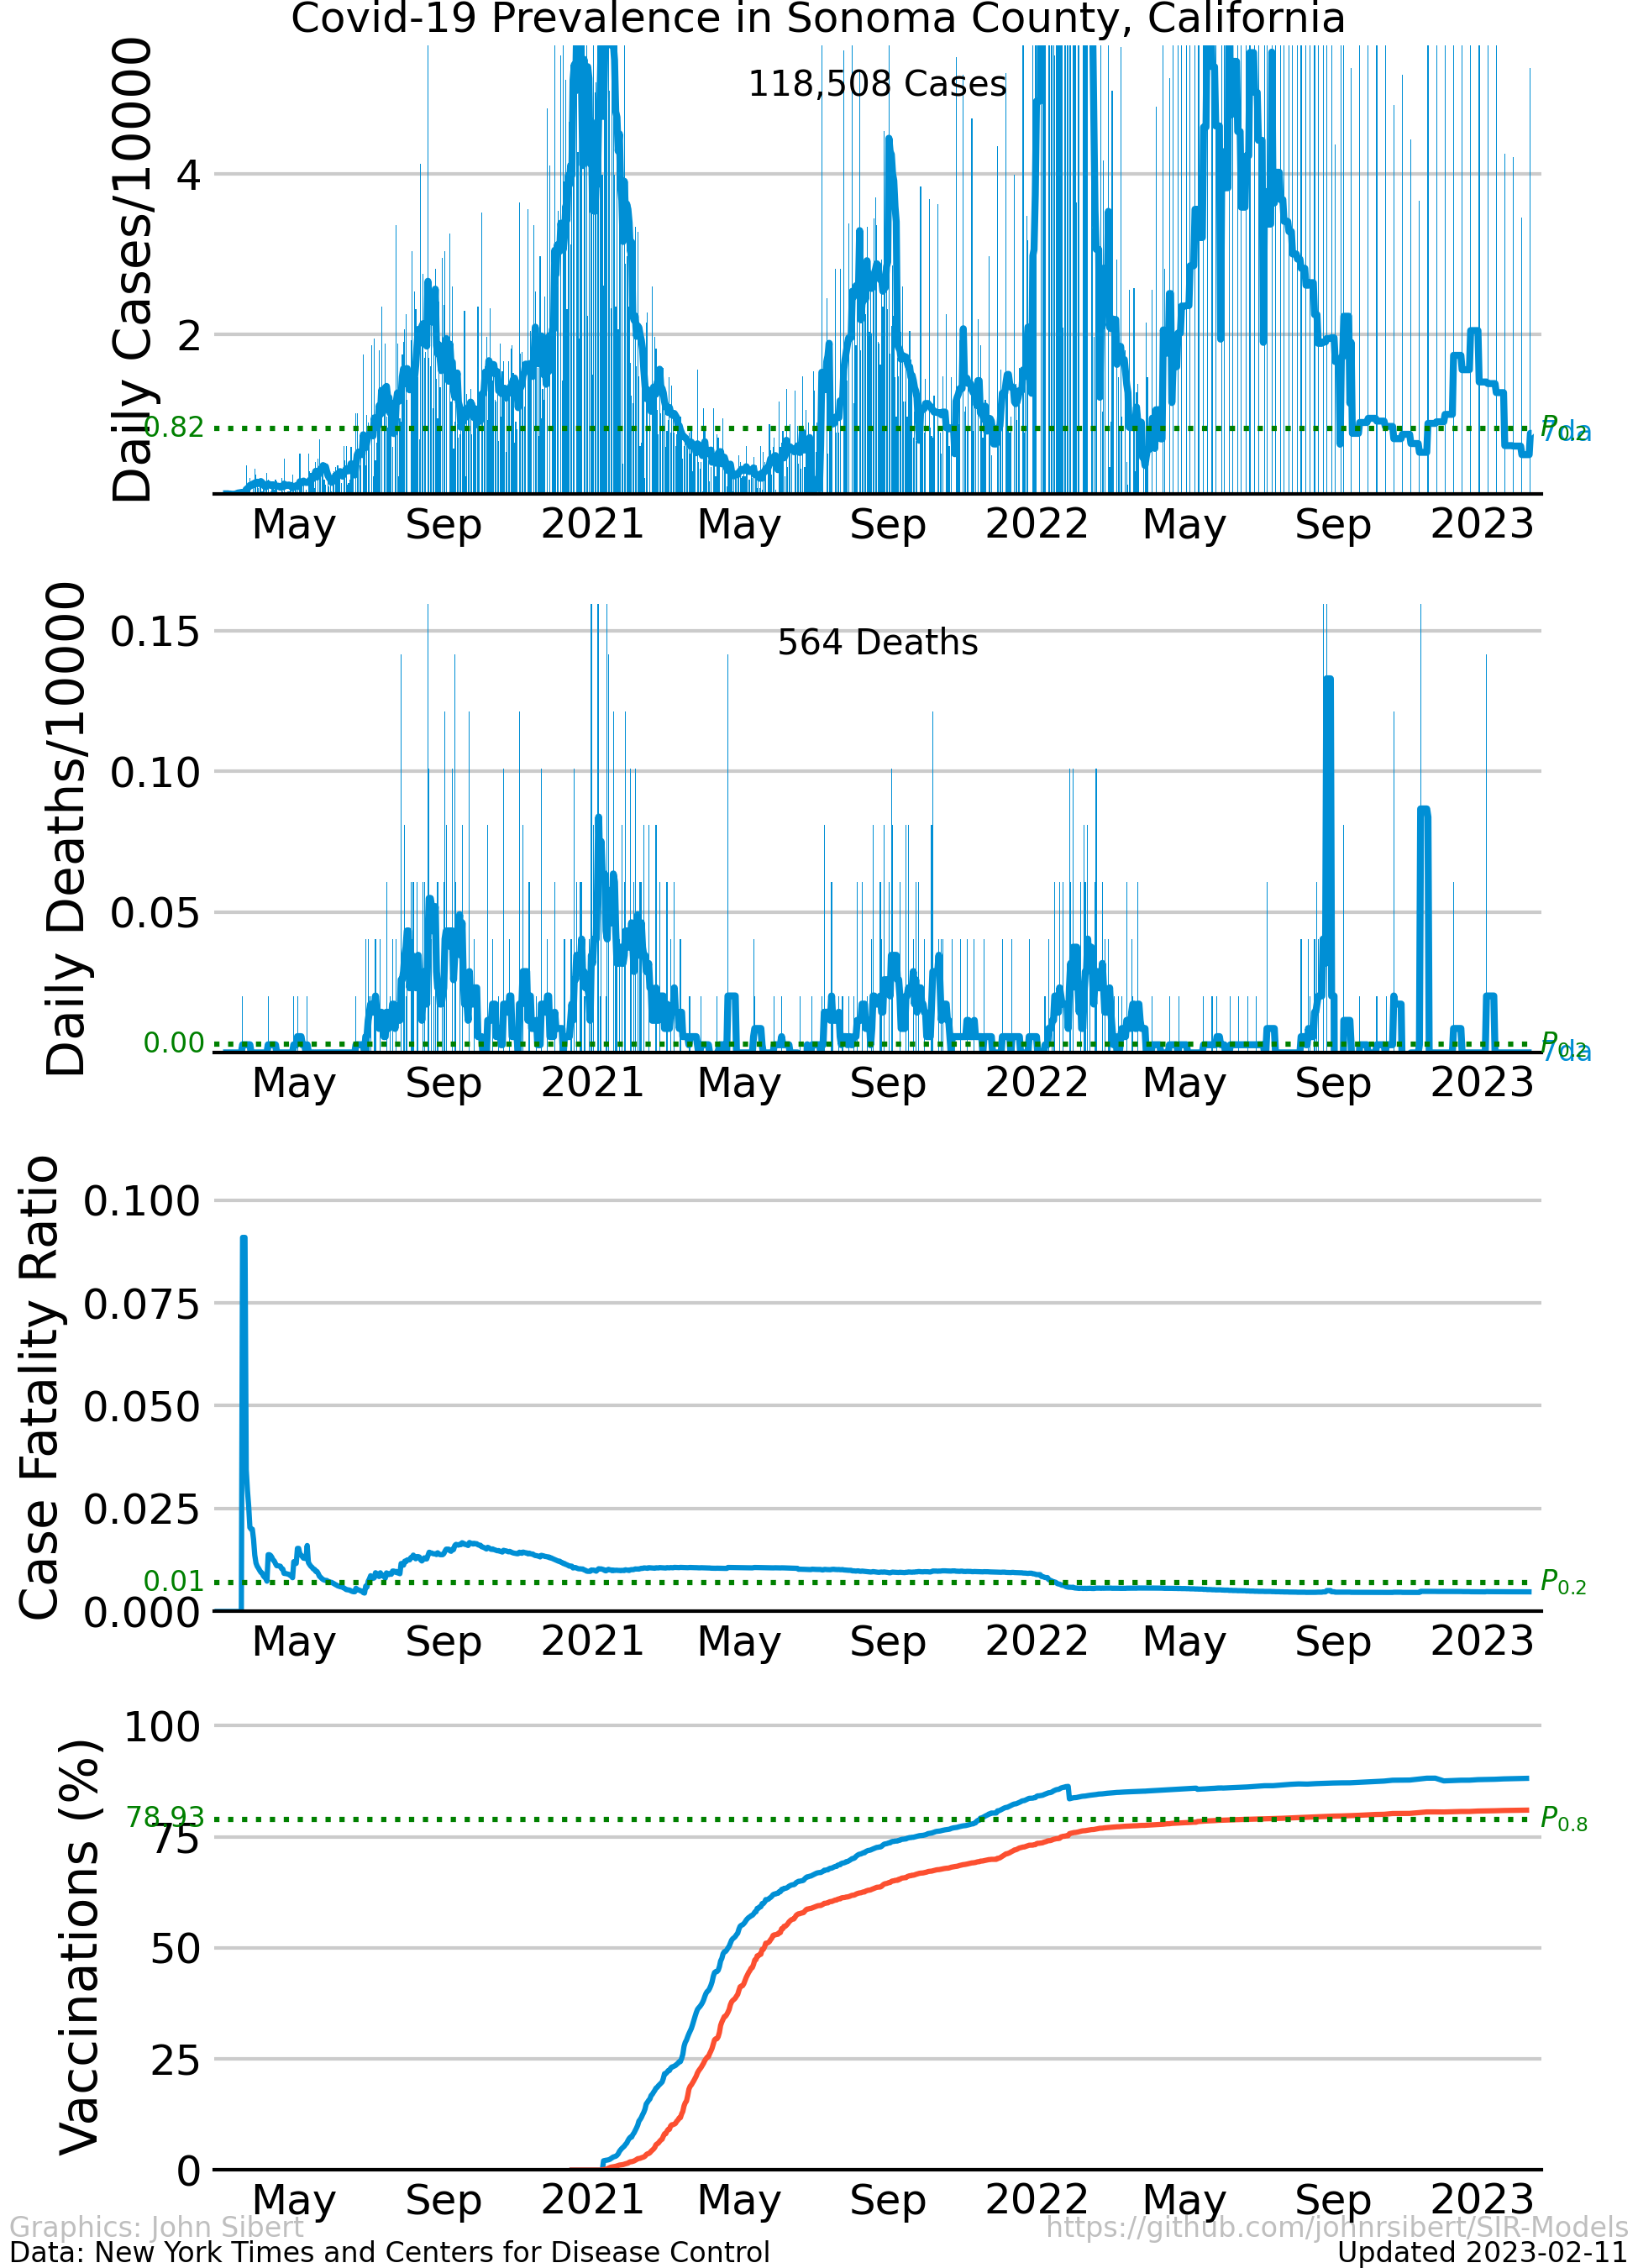 Covid-19 Prevalence in Sonoma County, California
Daily Cases/10000
118,508 Cases
4
2
0.82
P0.2
7da
May Sep 2021 May Sep 2022 May Sep 2023
Daily Deaths/10000
564 Deaths
0.15
0.10
0.05
0.00
P0.2
7da
May Sep 2021 May Sep 2022 May Sep 2023
Case Fatality Ratio
0.100
0.075
0.050
0.025
0.01
0.000
P0.2
May Sep 2021 May Sep 2022 May Sep 2023
Vaccinations (%)
100
78.93
75
50
25
0
P0.8
May Sep 2021 May Sep 2022 May Sep 2023
Graphics: John Sibert
https://github.com/johnrsibert/SIR-Models
Data: New York Times and Centers for Disease Control
Updated 2023-02-11